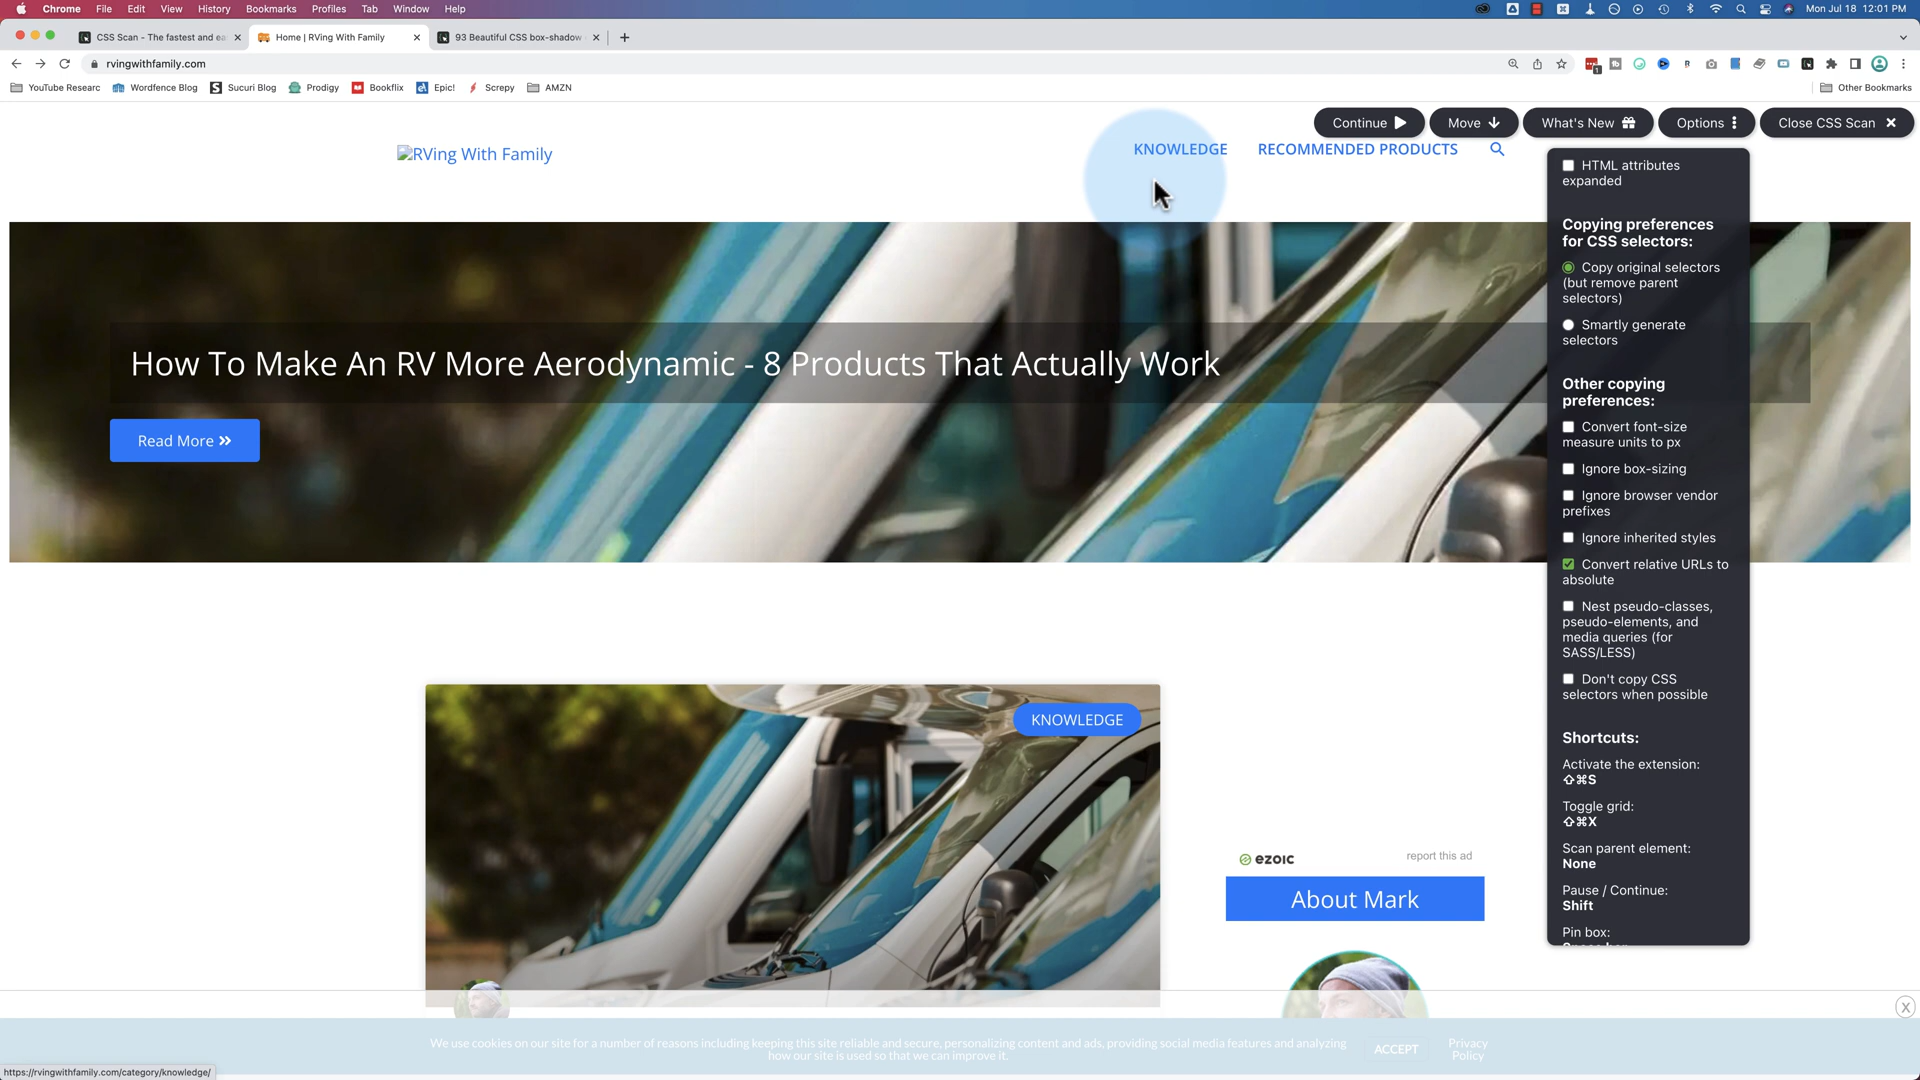 Chrome File Edit View History Bookmarks Profiles Tab Window Help Mon Jul 18 12:01 PM
CSS Scan - The fastest and ea
Home | RVing With Family
93 Beautiful CSS box-shadow
rvingwithfamily.com
YouTube Researc
Wordfence Blog
Sucuri Blog
Prodigy
Bookflix
Epic!
Screpy
AMZN
Other Bookmarks
Continue
Move
What's New
Options
Close CSS Scan
RVing With Family
KNOWLEDGE
RECOMMENDED PRODUCTS
HTML attributes
expanded
Copying preferences
for CSS selectors:
Copy original selectors
(but remove parent
selectors)
Smartly generate
selectors
Other copying
preferences:
Convert font-size
measure units to px
Ignore box-sizing
Ignore browser vendor
prefixes
Ignore inherited styles
Convert relative URLs to
absolute
Nest pseudo-classes,
pseudo-elements, and
media queries (for
SASS/LESS)
Don't copy CSS
selectors when possible
Shortcuts:
Activate the extension:
⇧⌘S
Toggle grid:
⇧⌘X
Scan parent element:
None
Pause / Continue:
Shift
Pin box:
How To Make An RV More Aerodynamic - 8 Products That Actually Work
Read More »
KNOWLEDGE
ezoic
report this ad
About Mark
X
We use cookies on our site for a number of reasons including keeping this site reliable and secure, personalizing content and ads, providing social media features and analyzing
how our site is used so that we can improve it.
ACCEPT
Privacy
Policy
https://rvingwithfamily.com/category/knowledge/